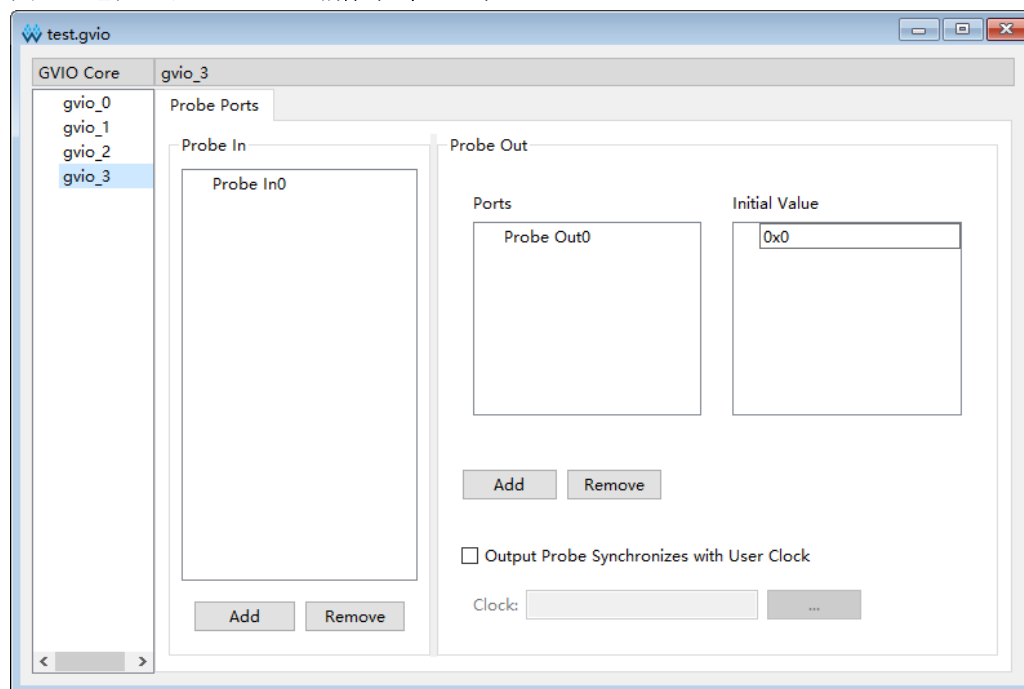 test.gvio
GVIO Core
gvio_3
gvio_0
gvio_1
gvio_2
gvio_3
Probe Ports
Probe In
Probe In0
Add
Remove
Probe Out
Ports
Initial Value
Probe Out0
0x0
Add
Remove
Output Probe Synchronizes with User Clock
Clock:
...